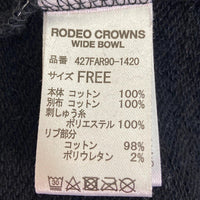 RODEO CROWNS
WIDE BOWL
品番 427FAR90-1420
サイズ FREE
本体 コットン 100%
別布 コットン 100%
刺しゅう糸
ポリエステル 100%
リブ部分
コットン 98%
ポリウレタン 2%